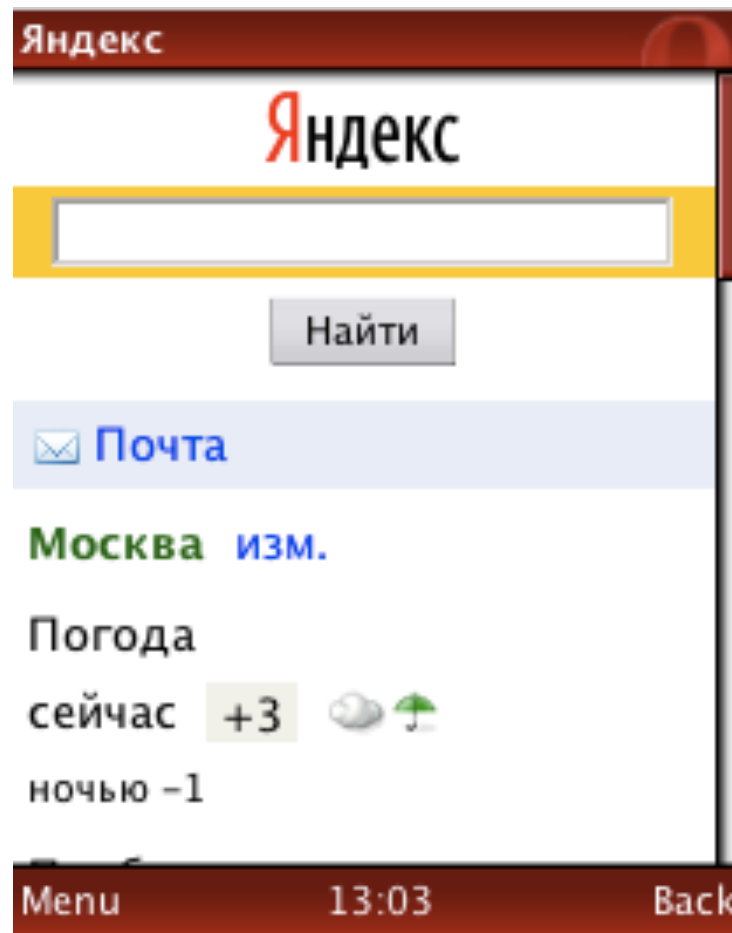 Яндекс
Яндекс
Найти
Почта
Москва изм.
Погода
сейчас +3
ночью -1
Menu 13:03 Back